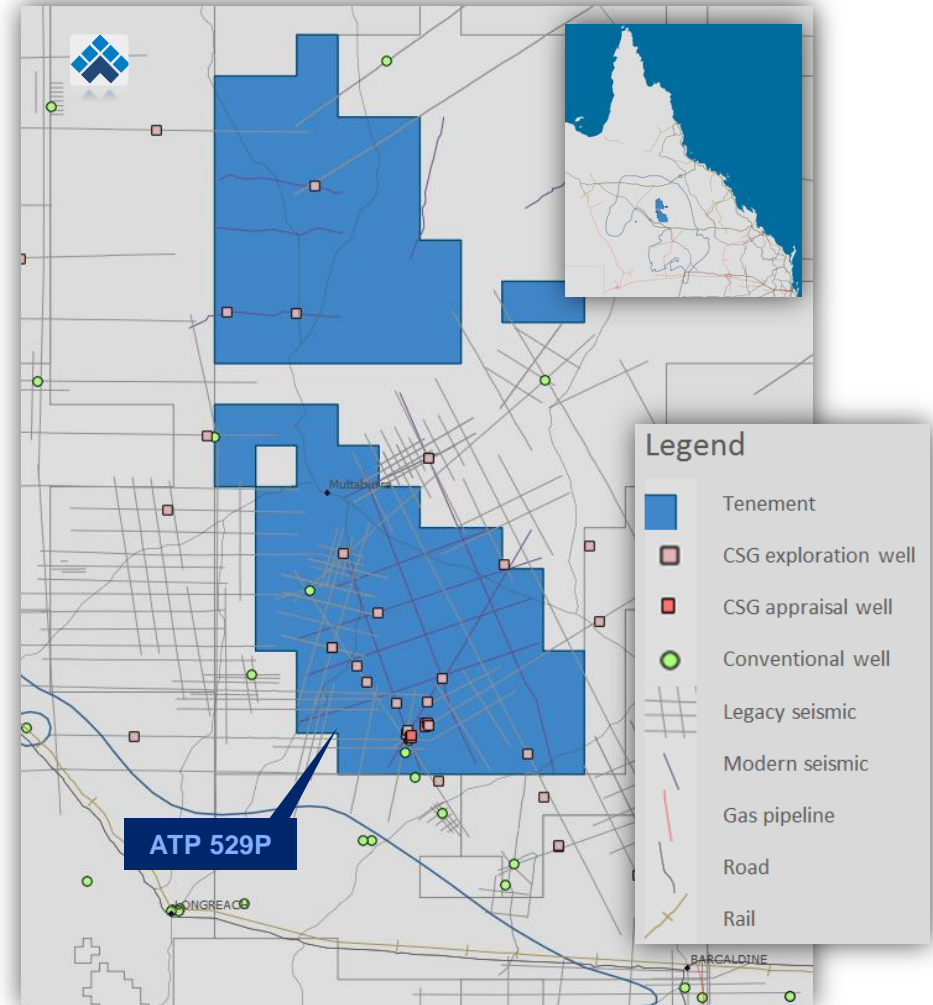 Muttaburra
Legend
Tenement
CSG exploration well
CSG appraisal well
Conventional well
Legacy seismic
Modern seismic
Gas pipeline
Road
Rail
ATP 529P
LONGREACH
BARCALDINE